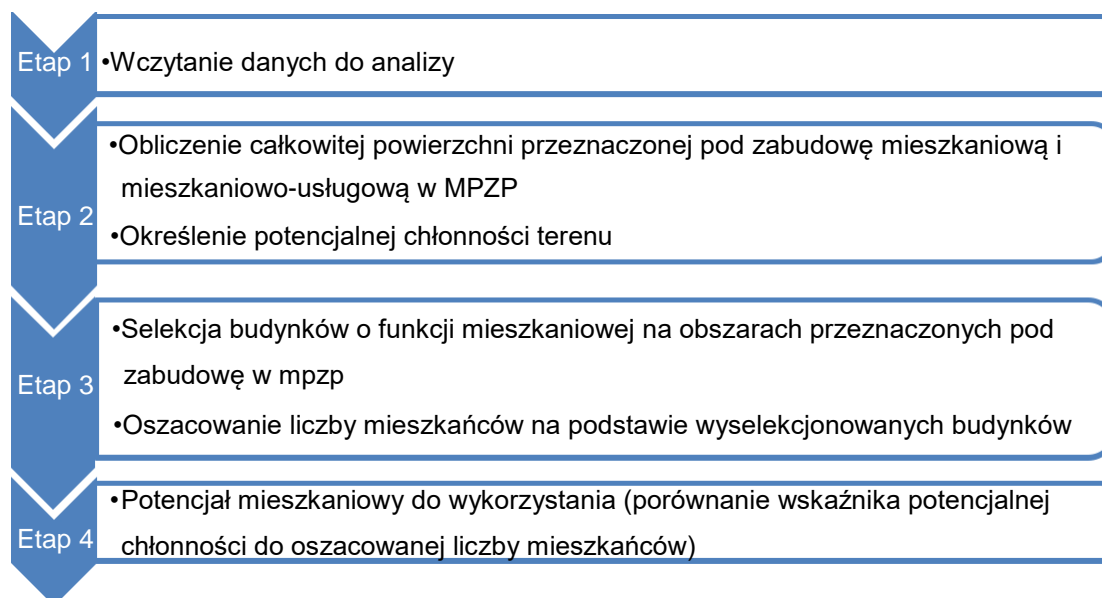 Etap 1 •Wczytanie danych do analizy
•Obliczenie całkowitej powierzchni przeznaczonej pod zabudowę mieszkaniową i
mieszkaniowo-usługową w MPZP
Etap 2
•Określenie potencjalnej chłonności terenu
•Selekcja budynków o funkcji mieszkaniowej na obszarach przeznaczonych pod
zabudowę w mpzp
Etap 3
•Oszacowanie liczby mieszkańców na podstawie wyselekcjonowanych budynków
•Potencjał mieszkaniowy do wykorzystania (porównanie wskaźnika potencjalnej
Etap 4
chłonności do oszacowanej liczby mieszkańców)